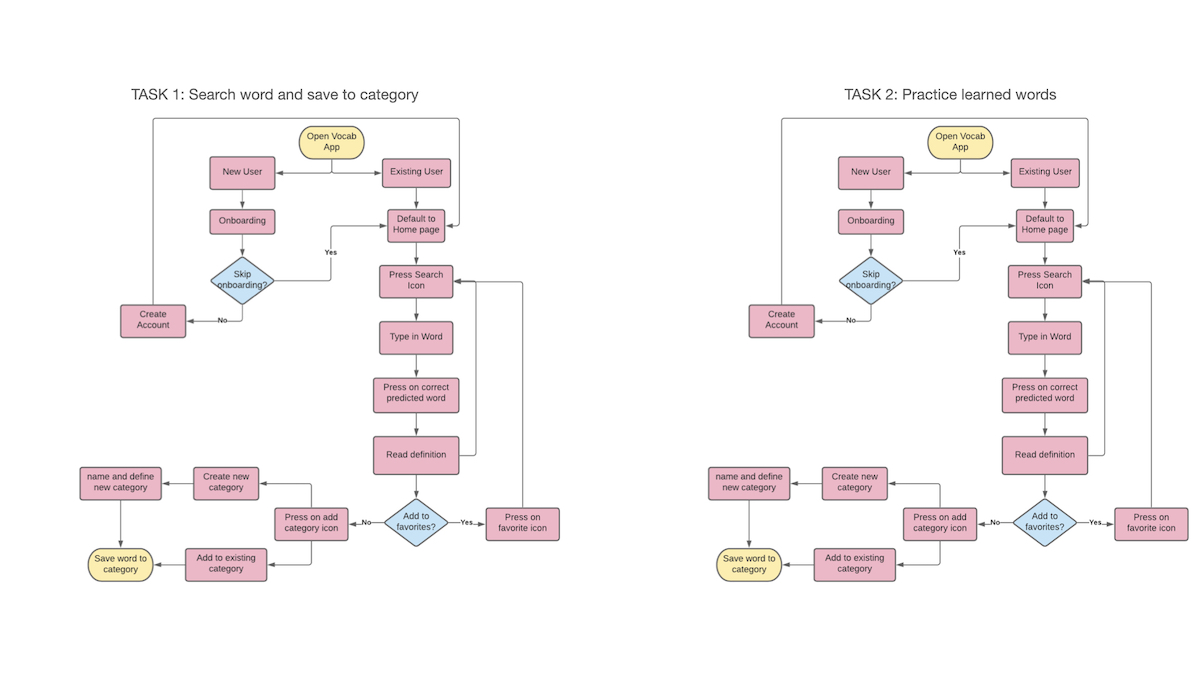 TASK 1: Search word and save to category
Open Vocab
App
New User
Existing User
Onboarding
Default to
Home page
Yes
Skip
onboarding?
Press Search
Icon
Create
Account
No
Type in Word
Press on correct
predicted word
Read definition
name and define
new category
Create new
category
Press on add
category icon
No
Add to
favorites?
Yes
Press on
favorite icon
Save word to
category
Add to existing
category
TASK 2: Practice learned words
Open Vocab
App
New User
Existing User
Onboarding
Default to
Home page
Yes
Skip
onboarding?
Press Search
Icon
Create
Account
No
Type in Word
Press on correct
predicted word
Read definition
name and define
new category
Create new
category
Press on add
category icon
No
Add to
favorites?
Yes
Press on
favorite icon
Save word to
category
Add to existing
category